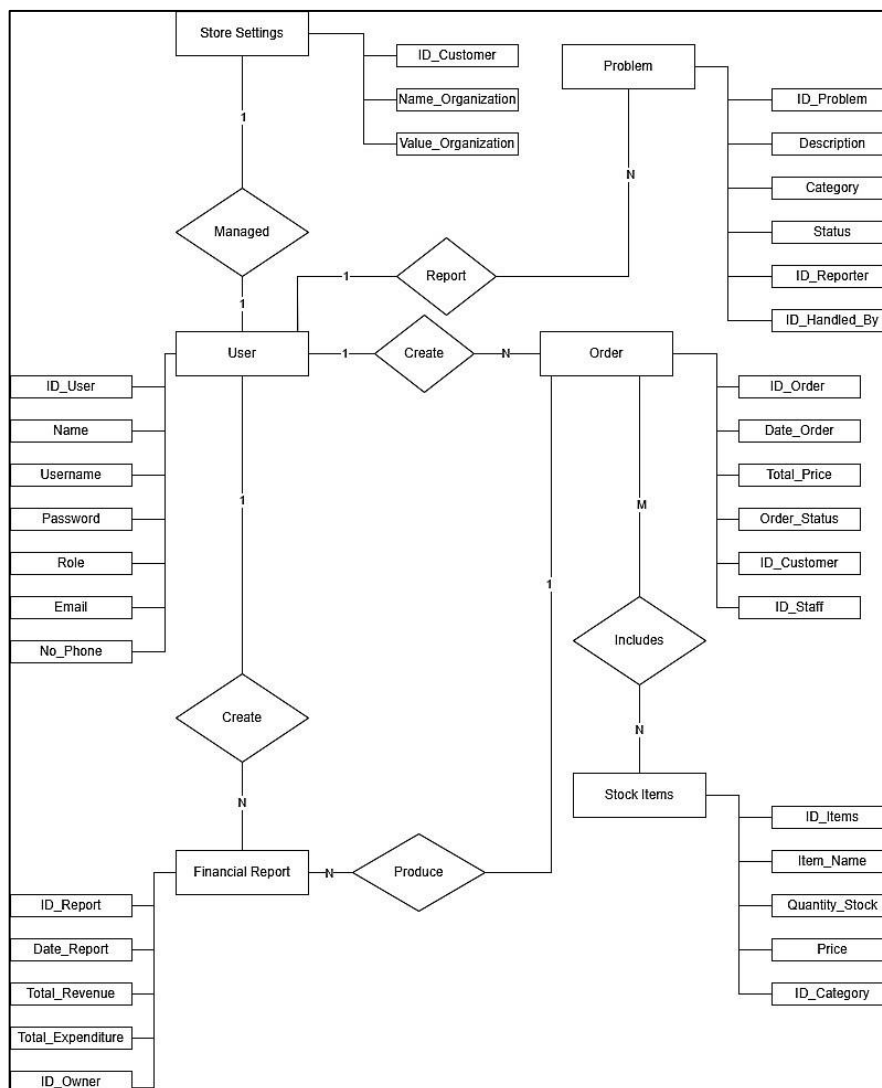 Store Settings
ID_Customer
Name_Organization
Value_Organization
Problem
ID_Problem
Description
Category
Status
ID_Reporter
ID_Handled_By
1
Managed
1
N
1
Report
User
1
Create
N
Order
ID_User
Name
Username
Password
Role
Email
No_Phone
ID_Order
Date_Order
Total_Price
Order_Status
ID_Customer
ID_Staff
1
M
1
Includes
N
Create
N
Stock Items
ID_Items
Item_Name
Quantity_Stock
Price
ID_Category
Financial Report
N
Produce
ID_Report
Date_Report
Total_Revenue
Total_Expenditure
ID_Owner